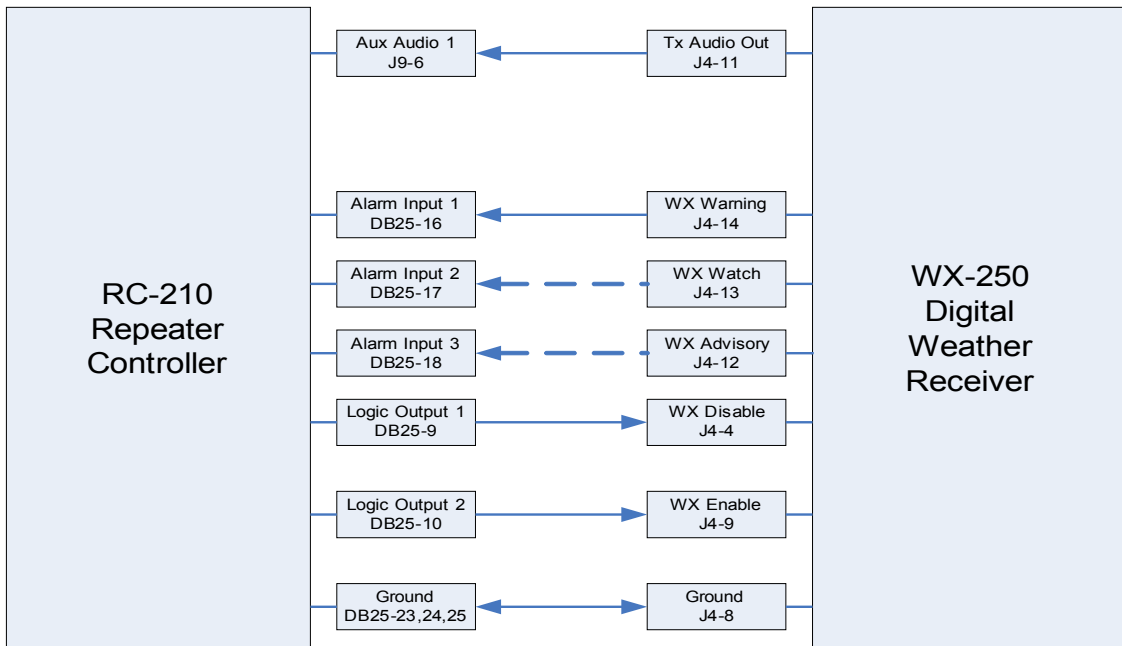 RC-210
Repeater
Controller
Aux Audio 1
J9-6
Tx Audio Out
J4-11
Alarm Input 1
DB25-16
WX Warning
J4-14
Alarm Input 2
DB25-17
WX Watch
J4-13
Alarm Input 3
DB25-18
WX Advisory
J4-12
Logic Output 1
DB25-9
WX Disable
J4-4
Logic Output 2
DB25-10
WX Enable
J4-9
Ground
DB25-23,24,25
Ground
J4-8
WX-250
Digital
Weather
Receiver